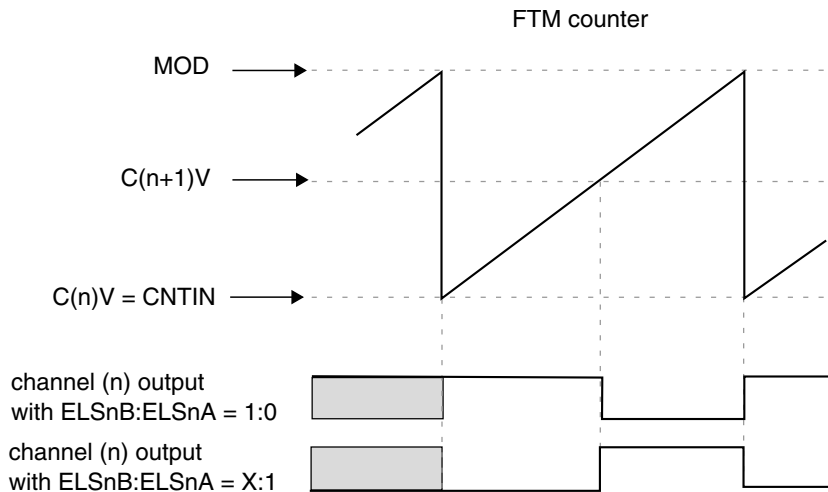 FTM counter
MOD
C(n+1)V
C(n)V = CNTIN
channel (n) output
with ELSnB:ELSnA = 1:0
channel (n) output
with ELSnB:ELSnA = X:1